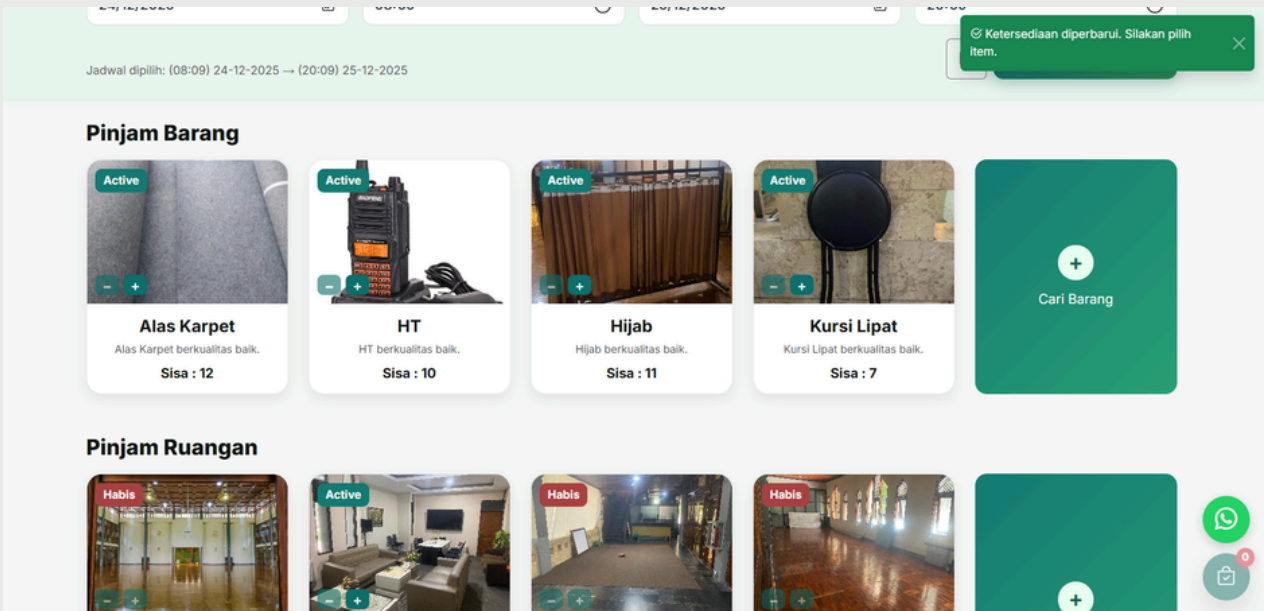 Ketersediaan diperbarui. Silakan pilih
item.
Jadwal dipilih: (08:09) 24-12-2025 → (20:09) 25-12-2025
Pinjam Barang
Active
Active
Active
Active
BAOFENG
− +
− +
− +
− +
+
Cari Barang
Alas Karpet
HT
Hijab
Kursi Lipat
Alas Karpet berkualitas baik.
HT berkualitas baik.
Hijab berkualitas baik.
Kursi Lipat berkualitas baik.
Sisa : 12
Sisa : 10
Sisa : 11
Sisa : 7
Pinjam Ruangan
Habis
Active
Habis
Habis
− +
− +
− +
− +
+
0